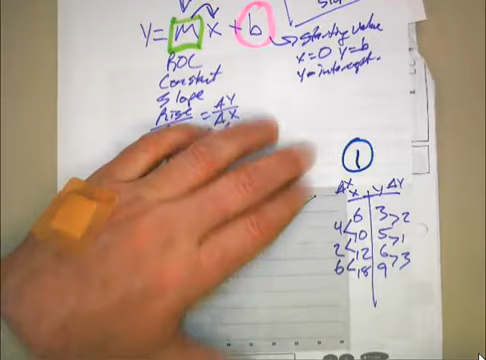 Slope
Y = m x + b
Starting value
x=0 y=b
y-intercept.
ROC
Constant
Slope
Rise = ΔY
ΔX
1
ΔX ΔY
x y
6 3
4 > 2
10 5
2 > 1
12 6
6 > 3
18 9